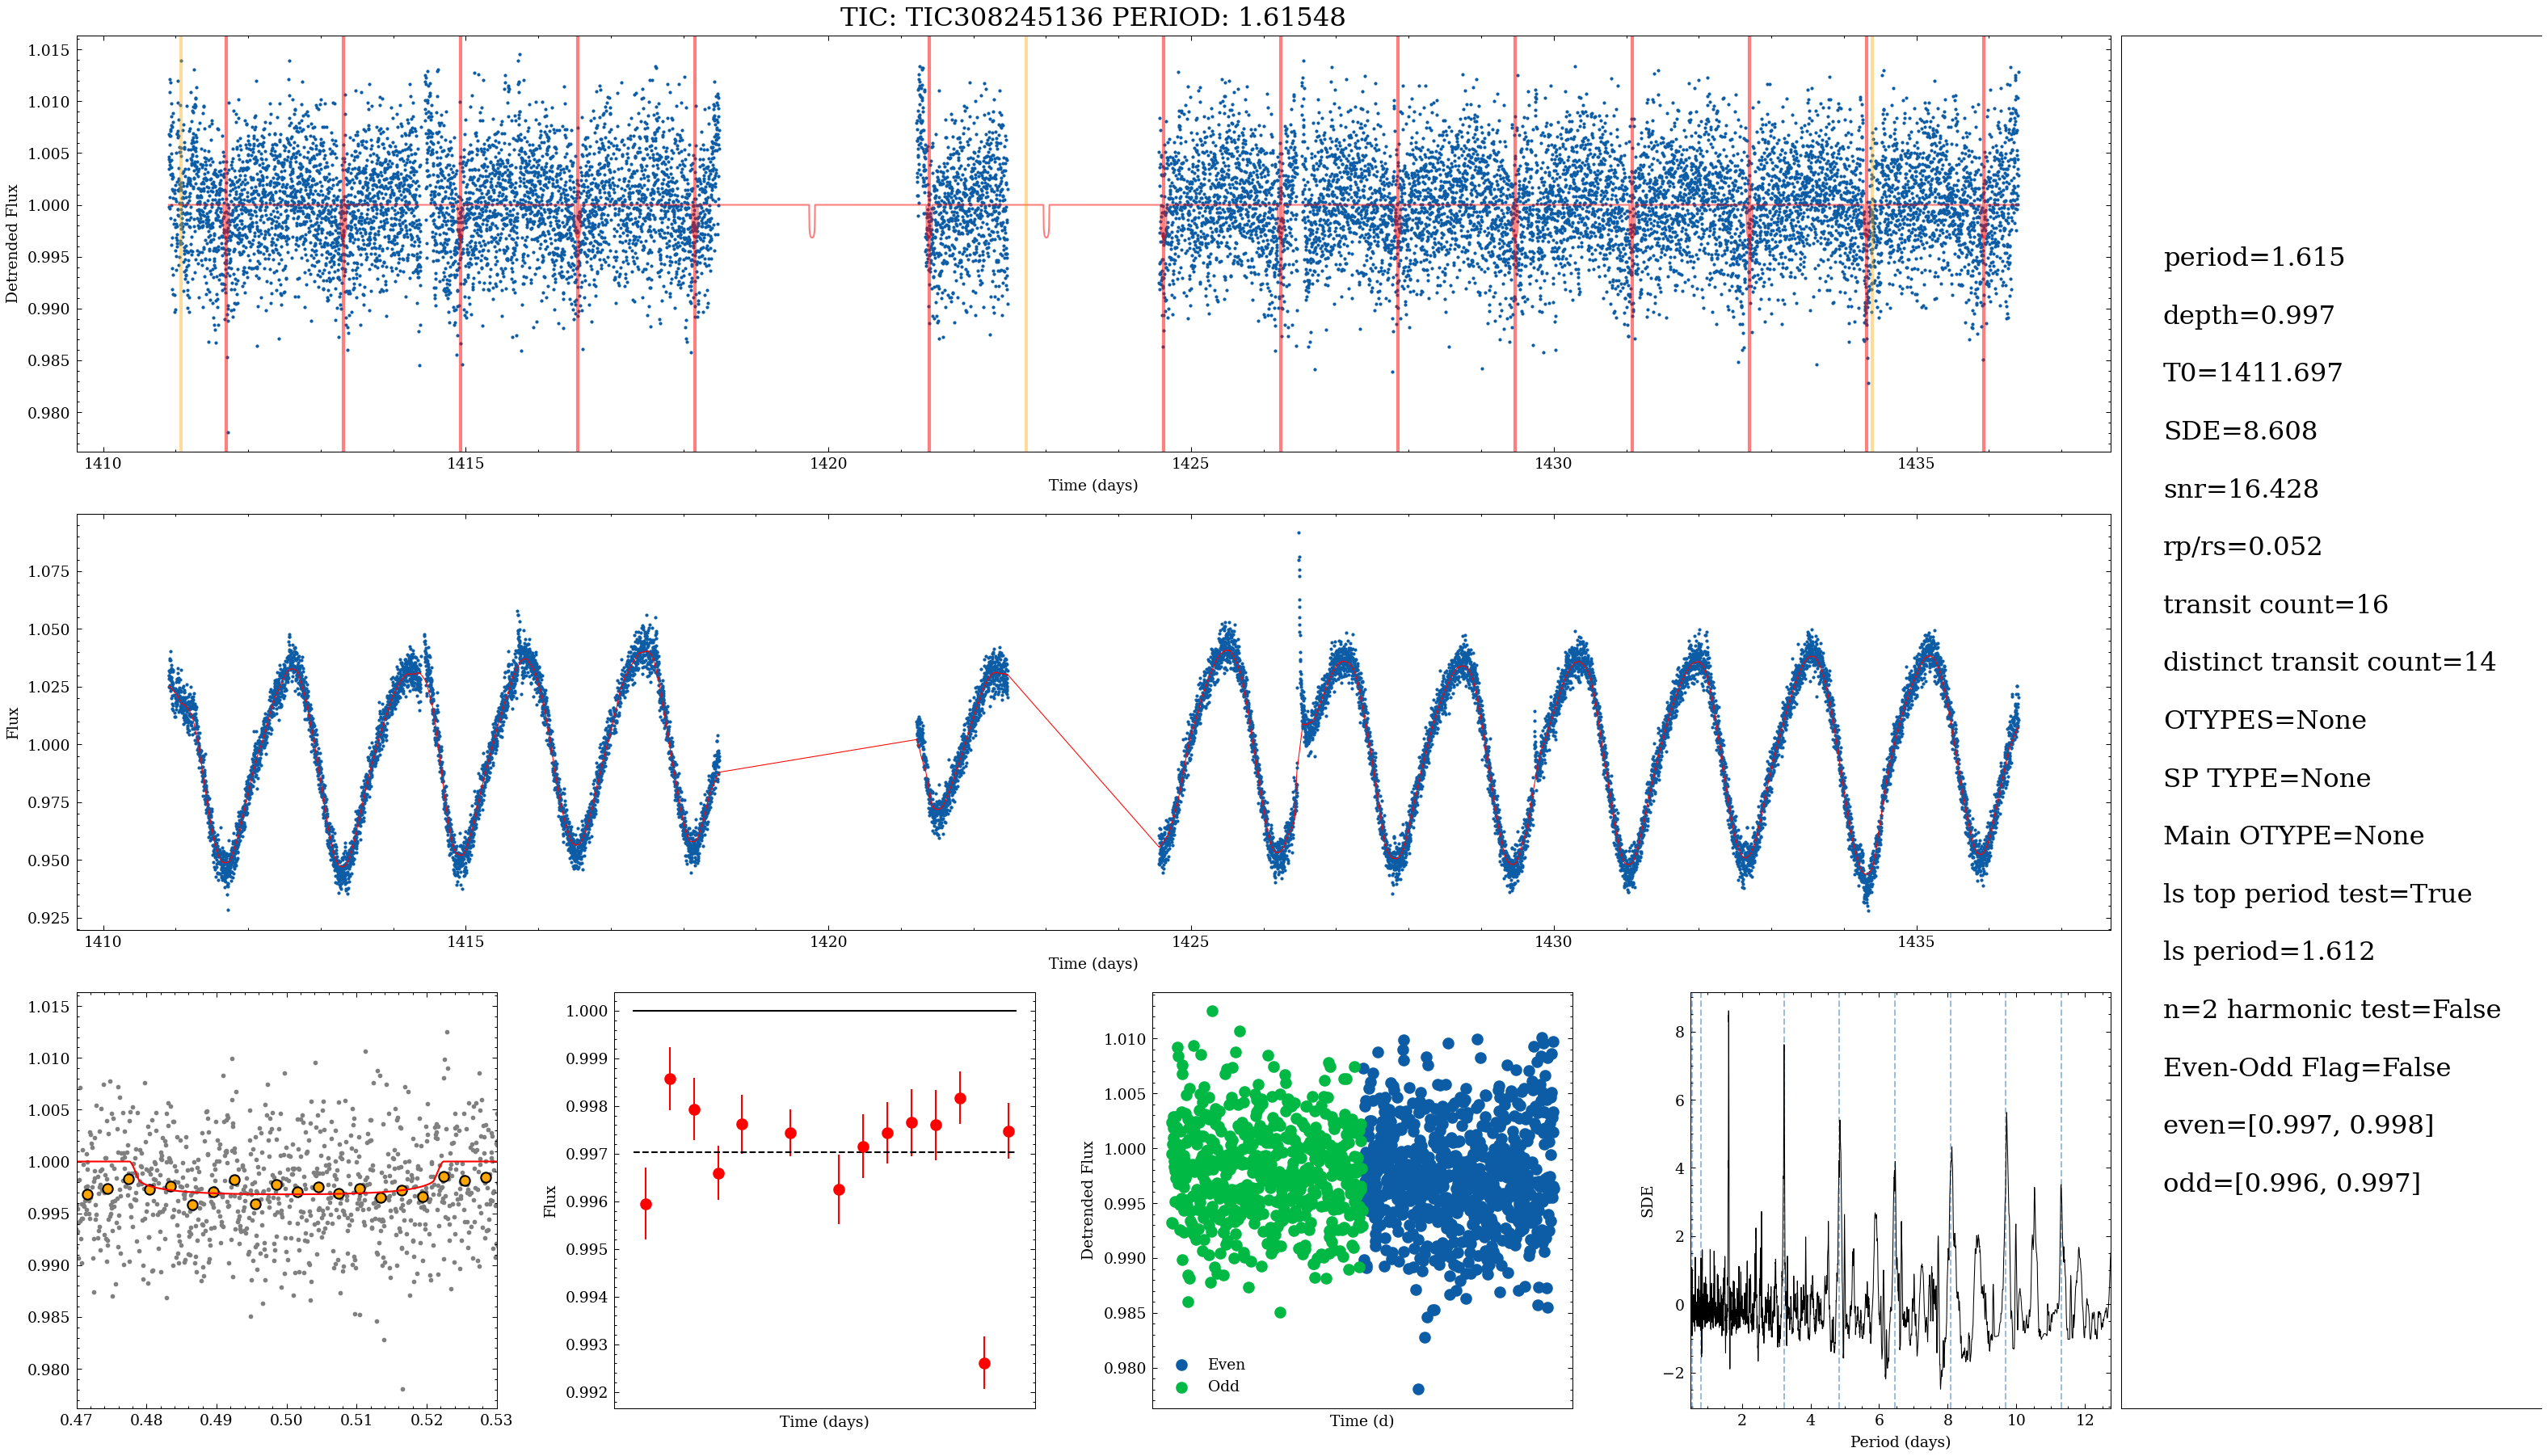 TIC: TIC308245136 PERIOD: 1.61548
1.015
1.010
1.005
1.000
0.995
0.990
0.985
0.980
Detrended Flux
1410
1415
1420
1425
1430
1435
Time (days)
1.075
1.050
1.025
1.000
0.975
0.950
0.925
Flux
1410
1415
1420
1425
1430
1435
Time (days)
1.015
1.010
1.005
1.000
0.995
0.990
0.985
0.980
0.47
0.48
0.49
0.50
0.51
0.52
0.53
1.000
0.999
0.998
0.997
0.996
0.995
0.994
0.993
0.992
Flux
Time (days)
1.010
1.005
1.000
0.995
0.990
0.985
0.980
Detrended Flux
Even
Odd
Time (d)
8
6
4
2
0
−2
SDE
2
4
6
8
10
12
Period (days)
period=1.615
depth=0.997
T0=1411.697
SDE=8.608
snr=16.428
rp/rs=0.052
transit count=16
distinct transit count=14
OTYPES=None
SP TYPE=None
Main OTYPE=None
ls top period test=True
ls period=1.612
n=2 harmonic test=False
Even-Odd Flag=False
even=[0.997, 0.998]
odd=[0.996, 0.997]